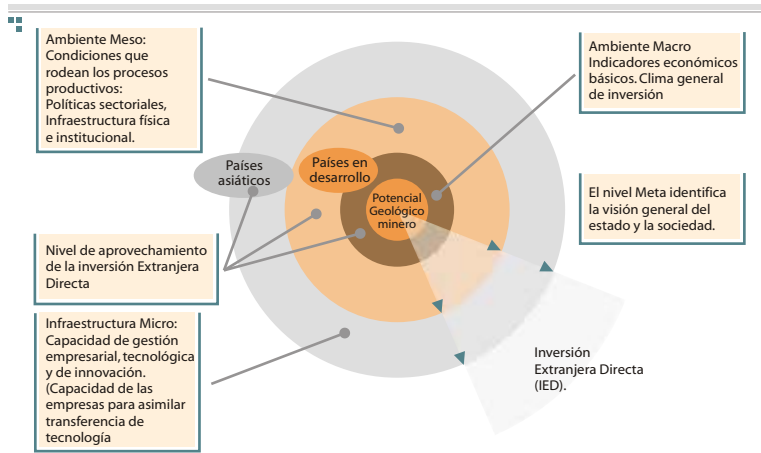 Ambiente Meso:
Condiciones que
rodean los procesos
productivos:
Políticas sectoriales,
Infraestructura física
e institucional.
Ambiente Macro
Indicadores económicos
básicos. Clima general
de inversión
Países
asiáticos
Países en
desarrollo
Potencial
Geológico
minero
El nivel Meta identifica
la visión general del
estado y la sociedad.
Nivel de aprovechamiento
de la inversión Extranjera
Directa
Infraestructura Micro:
Capacidad de gestión
empresarial, tecnológica
y de innovación.
(Capacidad de las
empresas para asimilar
transferencia de
tecnología
Inversión
Extranjera Directa
(IED).